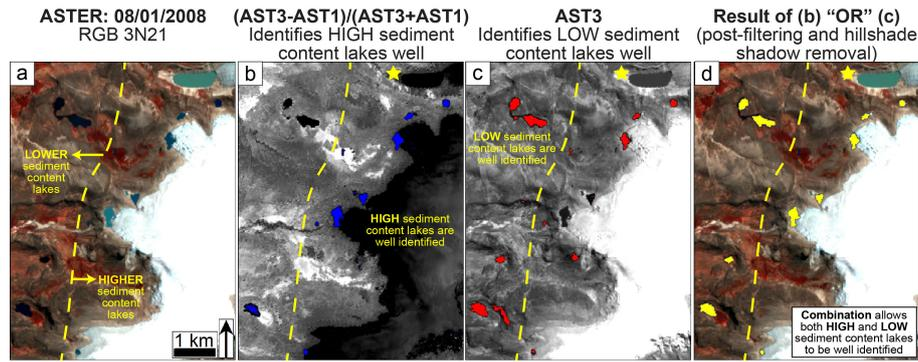 ASTER: 08/01/2008
RGB 3N21
(AST3-AST1)/(AST3+AST1)
Identifies HIGH sediment
content lakes well
AST3
Identifies LOW sediment
content lakes well
Result of (b) “OR” (c)
(post-filtering and hillshade
shadow removal)
a
LOWER
sediment
content
lakes
HIGHER
sediment
content
lakes
1 km
b
HIGH sediment
content lakes are
well identified
c
LOW sediment
content lakes are
well identified
d
Combination allows
both HIGH and LOW
sediment content lakes
to be well identified